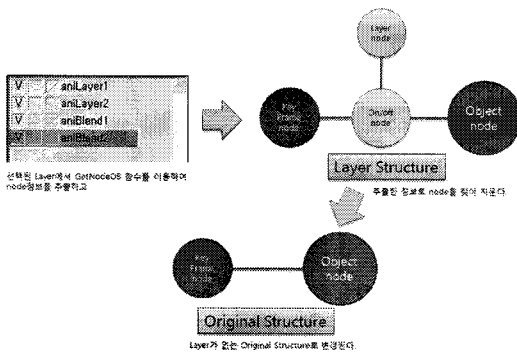 Layer
node
V aniLayer1
V aniLayer2
V aniBlend1
V aniBlend2
Key
Frame
node
On/off
node
Object
node
선택된 Layer에서 GetNodeOS 함수를 이용하여
node정보를 추출하고
Layer Structure
추출한 정보로 node를 찾아 지운다.
Key
Frame
node
Object
node
Original Structure
Layer가 없는 Original Structure로 변경된다.